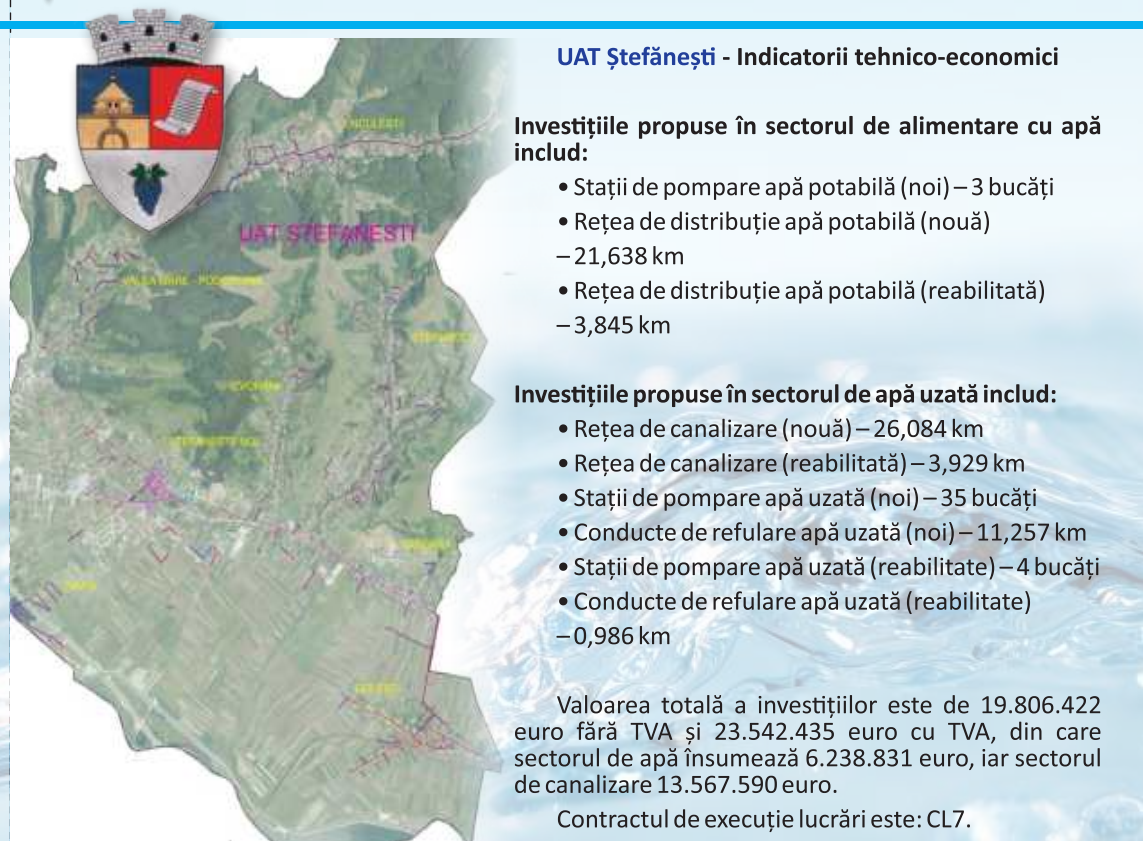 UAT Ștefănești - Indicatorii tehnico-economici
Investițiile propuse în sectorul de alimentare cu apă
includ:
• Stații de pompare apă potabilă (noi) – 3 bucăți
• Rețea de distribuție apă potabilă (nouă)
– 21,638 km
• Rețea de distribuție apă potabilă (reabilitată)
– 3,845 km
Investițiile propuse în sectorul de apă uzată includ:
• Rețea de canalizare (nouă) – 26,084 km
• Rețea de canalizare (reabilitată) – 3,929 km
• Stații de pompare apă uzată (noi) – 35 bucăți
• Conducte de refulare apă uzată (noi) – 11,257 km
• Stații de pompare apă uzată (reabilitate) – 4 bucăți
• Conducte de refulare apă uzată (reabilitate)
– 0,986 km
Valoarea totală a investițiilor este de 19.806.422
euro fără TVA și 23.542.435 euro cu TVA, din care
sectorul de apă însumează 6.238.831 euro, iar sectorul
de canalizare 13.567.590 euro.
Contractul de execuție lucrări este: CL7.
UAT STEFANESTI